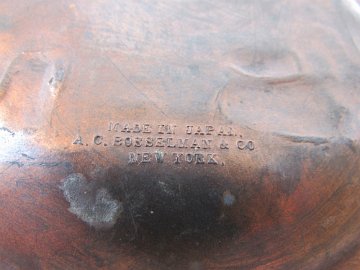 MADE IN JAPAN.
A. C. BOSSELMAN & CO
NEW YORK.